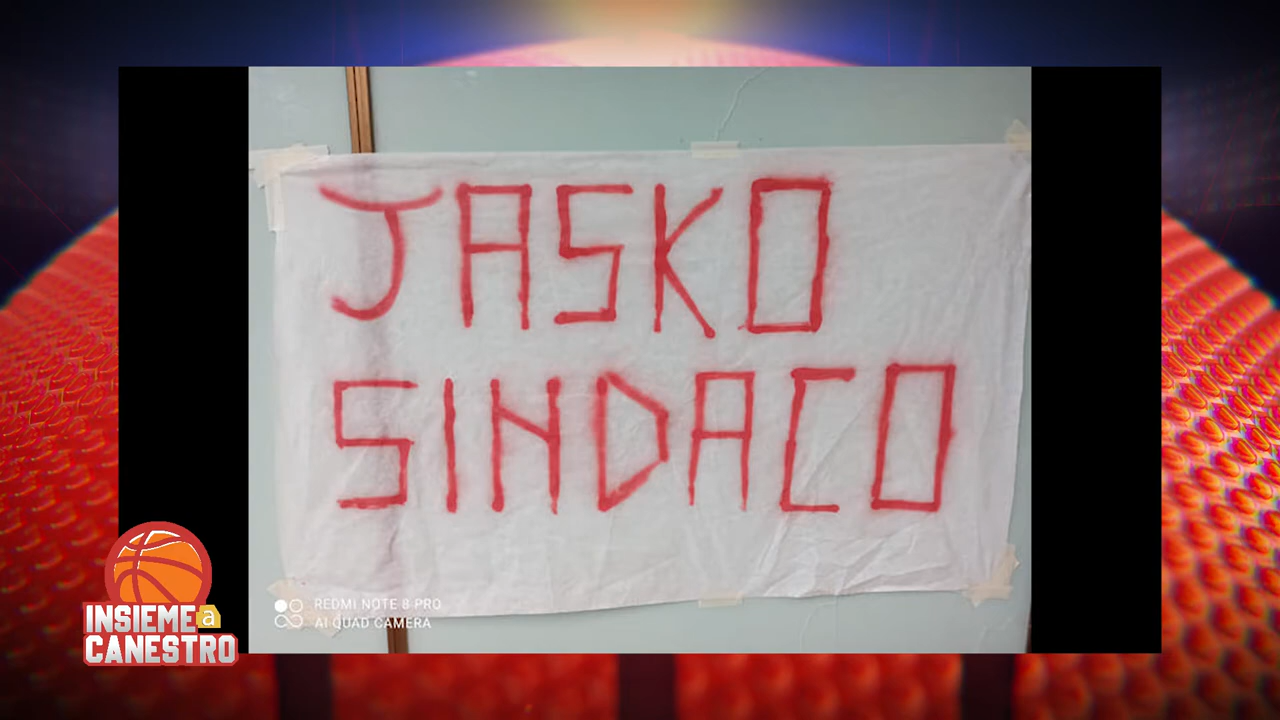 JASKO
SINDACO
REDMI NOTE 8 PRO
AI QUAD CAMERA
INSIEME a
CANESTRO